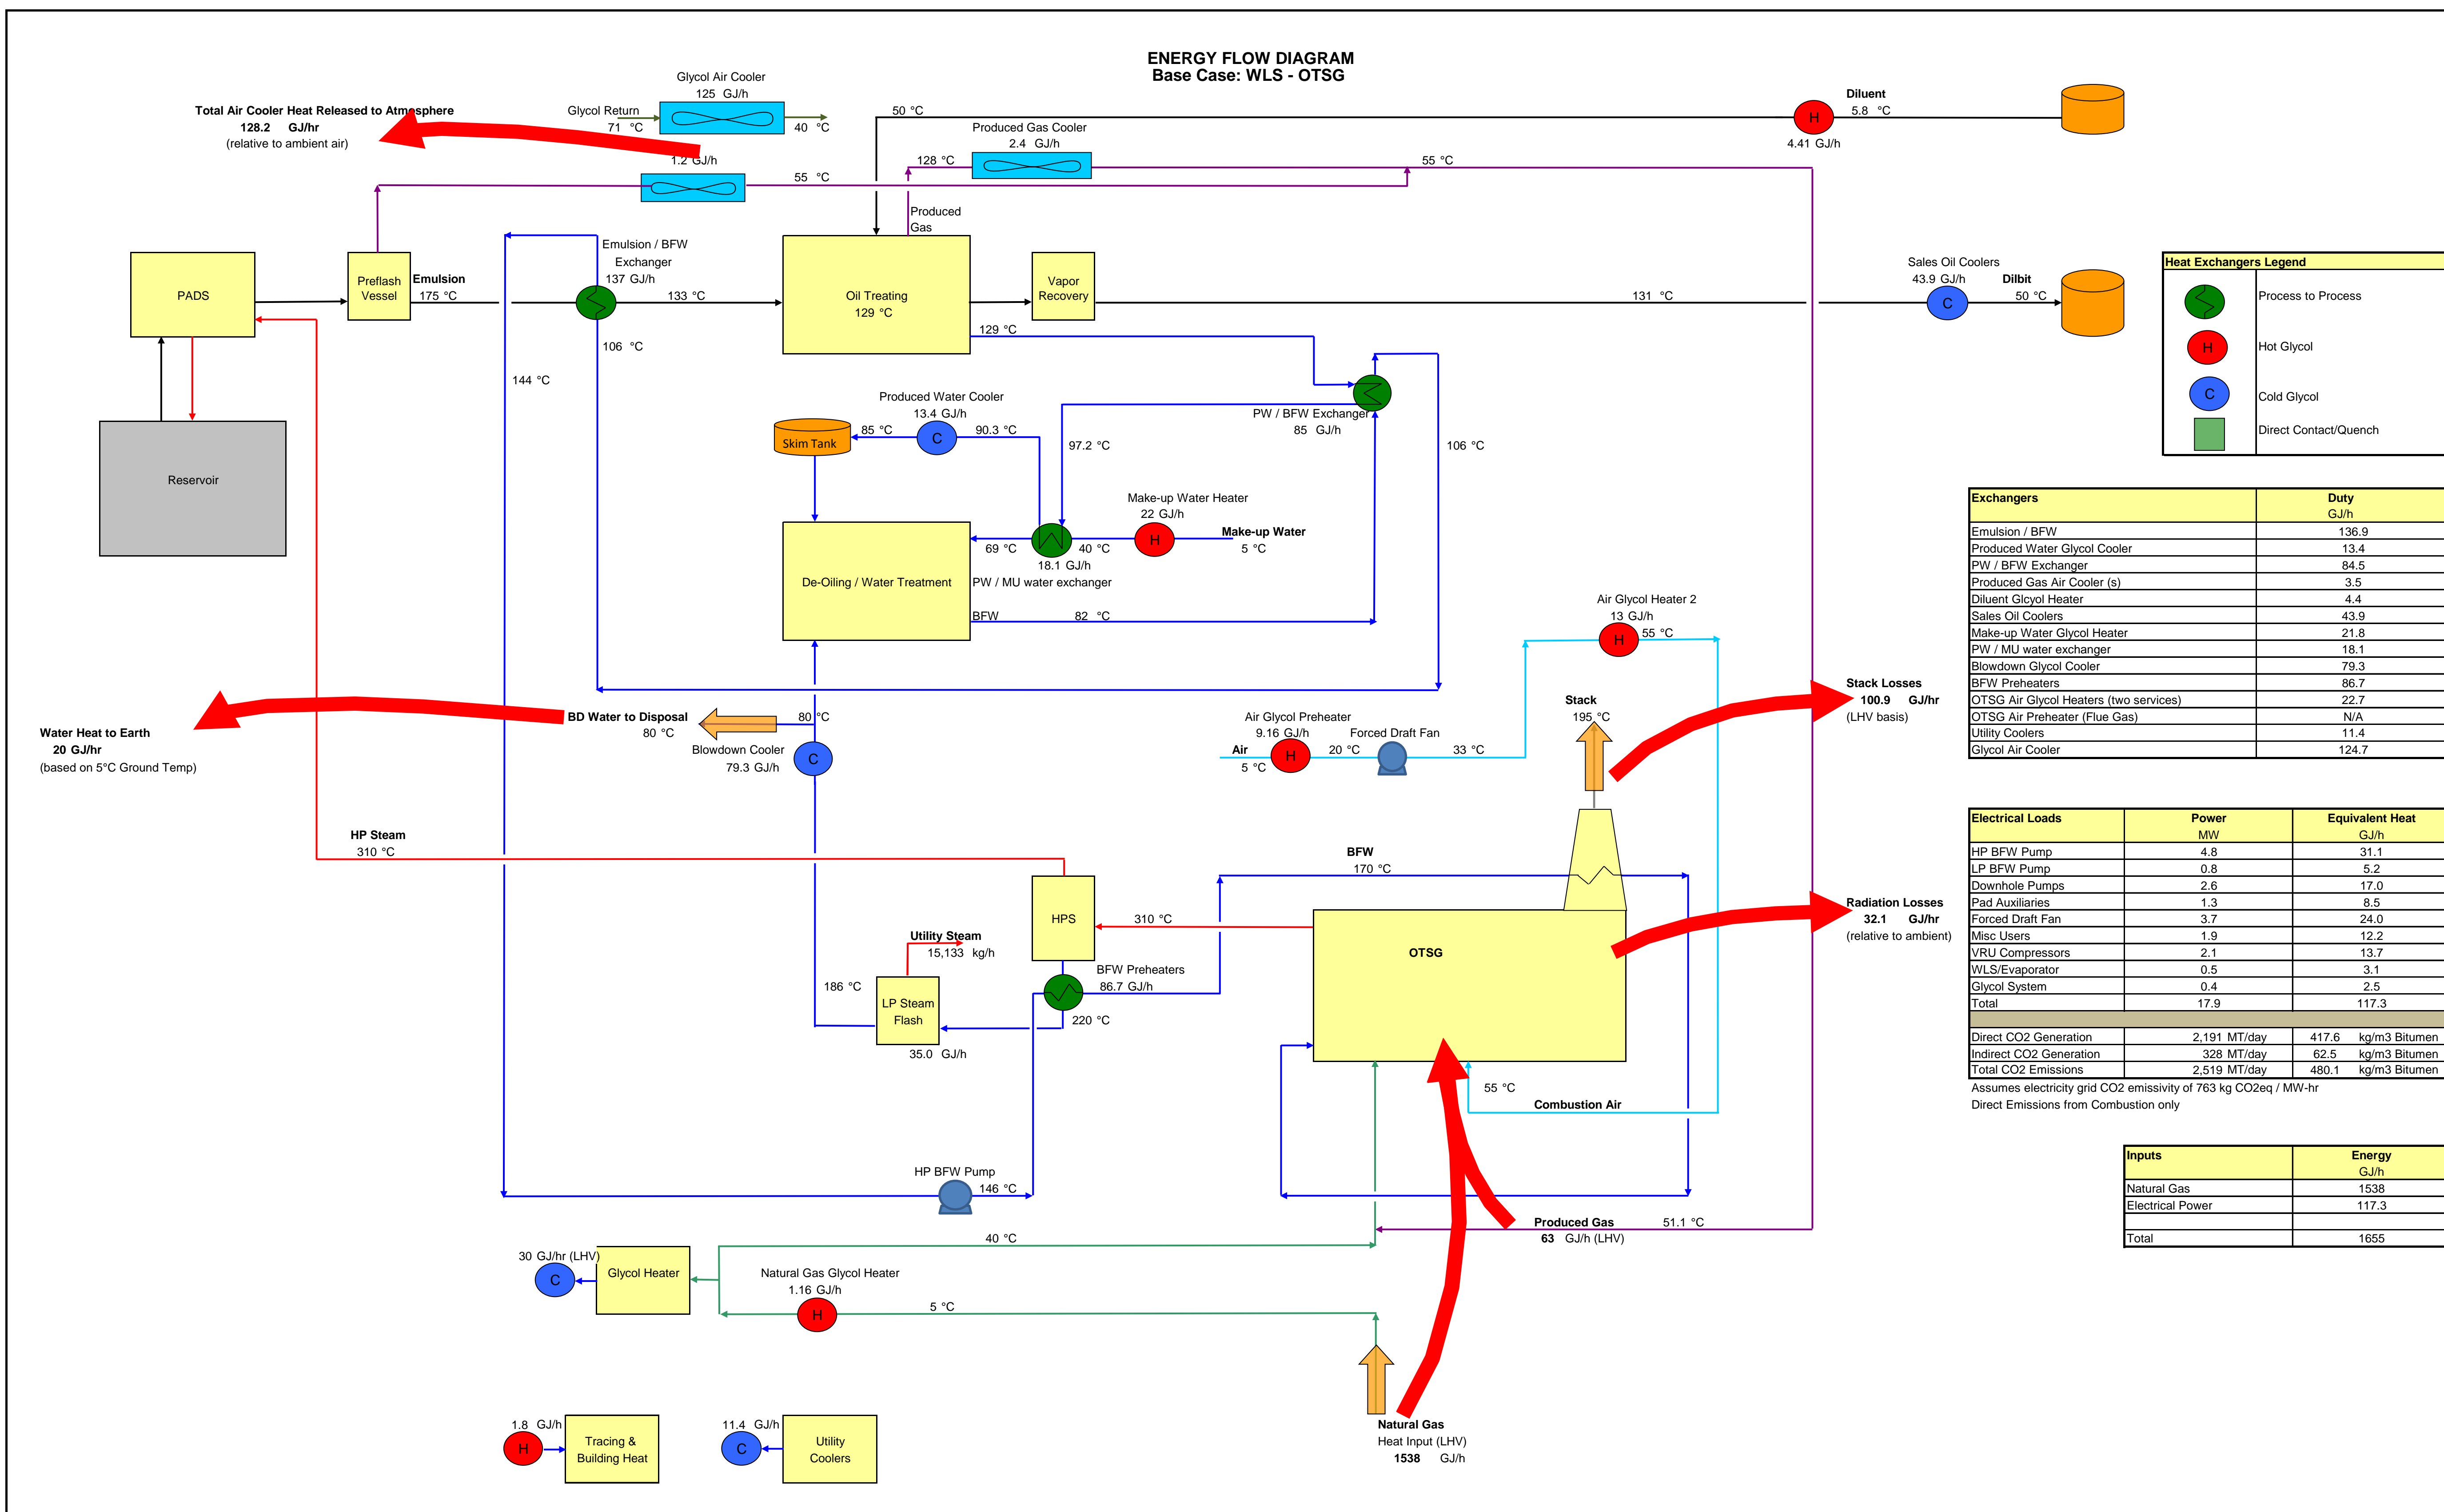 ENERGY FLOW DIAGRAM
Base Case: WLS - OTSG
Glycol Air Cooler
125 GJ/h
Total Air Cooler Heat Released to Atmosphere
128.2 GJ/hr
(relative to ambient air)
Glycol Return
71 °C
40 °C
1.2 GJ/h
55 °C
50 °C
Produced Gas Cooler
2.4 GJ/h
128 °C
55 °C
Diluent
5.8 °C
H
4.41 GJ/h
Produced
Gas
PADS
Preflash
Vessel
Emulsion
175 °C
Emulsion / BFW
Exchanger
137 GJ/h
133 °C
106 °C
144 °C
Oil Treating
129 °C
Vapor
Recovery
131 °C
129 °C
Sales Oil Coolers
43.9 GJ/h
C
Dilbit
50 °C
Heat Exchangers Legend
Process to Process
H
Hot Glycol
C
Cold Glycol
Direct Contact/Quench
Reservoir
Produced Water Cooler
13.4 GJ/h
Skim Tank
85 °C
C
90.3 °C
97.2 °C
PW / BFW Exchanger
85 GJ/h
106 °C
Make-up Water Heater
22 GJ/h
Make-up Water
5 °C
H
69 °C
40 °C
18.1 GJ/h
PW / MU water exchanger
De-Oiling / Water Treatment
BFW
82 °C
Exchangers Duty
GJ/h
Emulsion / BFW 136.9
Produced Water Glycol Cooler 13.4
PW / BFW Exchanger 84.5
Produced Gas Air Cooler (s) 3.5
Diluent Glcyol Heater 4.4
Sales Oil Coolers 43.9
Make-up Water Glycol Heater 21.8
PW / MU water exchanger 18.1
Blowdown Glycol Cooler 79.3
BFW Preheaters 86.7
OTSG Air Glycol Heaters (two services) 22.7
OTSG Air Preheater (Flue Gas) N/A
Utility Coolers 11.4
Glycol Air Cooler 124.7
Air Glycol Heater 2
13 GJ/h
H
55 °C
Stack Losses
100.9 GJ/hr
(LHV basis)
Stack
195 °C
Air Glycol Preheater
9.16 GJ/h
Air
5 °C
H
20 °C
Forced Draft Fan
33 °C
Water Heat to Earth
20 GJ/hr
(based on 5°C Ground Temp)
BD Water to Disposal
80 °C
80 °C
Blowdown Cooler
79.3 GJ/h
C
HP Steam
310 °C
BFW
170 °C
HPS
310 °C
OTSG
Radiation Losses
32.1 GJ/hr
(relative to ambient)
Utility Steam
15,133 kg/h
186 °C
LP Steam
Flash
35.0 GJ/h
BFW Preheaters
86.7 GJ/h
220 °C
Electrical Loads Power Equivalent Heat
MW GJ/h
HP BFW Pump 4.8 31.1
LP BFW Pump 0.8 5.2
Downhole Pumps 2.6 17.0
Pad Auxiliaries 1.3 8.5
Forced Draft Fan 3.7 24.0
Misc Users 1.9 12.2
VRU Compressors 2.1 13.7
WLS/Evaporator 0.5 3.1
Glycol System 0.4 2.5
Total 17.9 117.3
Direct CO2 Generation 2,191 MT/day 417.6 kg/m3 Bitumen
Indirect CO2 Generation 328 MT/day 62.5 kg/m3 Bitumen
Total CO2 Emissions 2,519 MT/day 480.1 kg/m3 Bitumen
Assumes electricity grid CO2 emissivity of 763 kg CO2eq / MW-hr
Direct Emissions from Combustion only
55 °C
Combustion Air
HP BFW Pump
146 °C
Inputs Energy
GJ/h
Natural Gas 1538
Electrical Power 117.3
Total 1655
Produced Gas
51.1 °C
63 GJ/h (LHV)
40 °C
30 GJ/hr (LHV)
C
Glycol Heater
Natural Gas Glycol Heater
1.16 GJ/h
H
5 °C
1.8 GJ/h
H
Tracing &
Building Heat
11.4 GJ/h
C
Utility
Coolers
Natural Gas
Heat Input (LHV)
1538 GJ/h